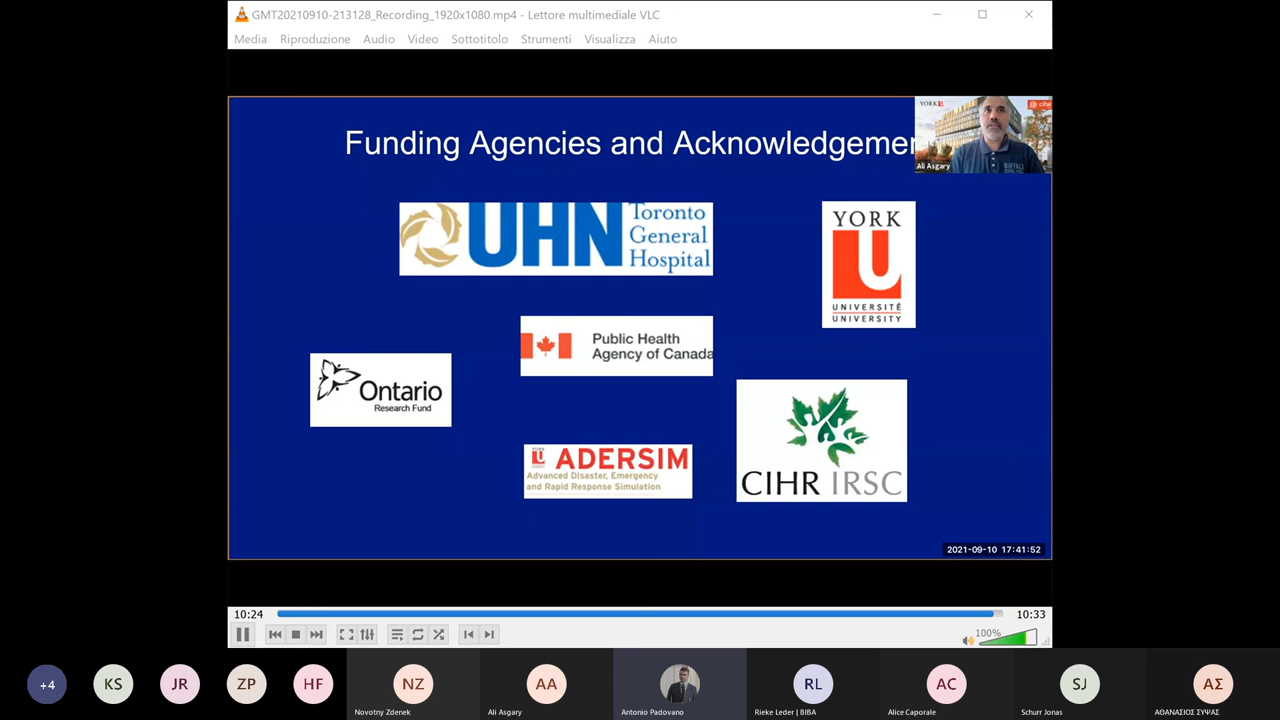 GMT20210910-213128_Recording_1920x1080.mp4 - Lettore multimediale VLC
Media Riproduzione Audio Video Sottotitolo Strumenti Visualizza Aiuto
Funding Agencies and Acknowledgemen
YORK U
Ali Asgary
UHN Toronto
General
Hospital
YORK
U
UNIVERSITÉ
UNIVERSITY
Public Health
Agency of Canada
Ontario
Research Fund
YORK
U
ADERSIM
Advanced Disaster, Emergency
and Rapid Response Simulation
CIHR IRSC
2021-09-10 17:41:52
10:24
10:33
100%
+4
KS
JR
ZP
HF
NZ
Novotny Zdenek
AA
Ali Asgary
Antonio Padovano
RL
Rieke Leder | BIBA
AC
Alice Caporale
SJ
Schurr Jonas
ΑΣ
ΑΘΑΝΑΣΙΟΣ ΣΥΨΑΣ